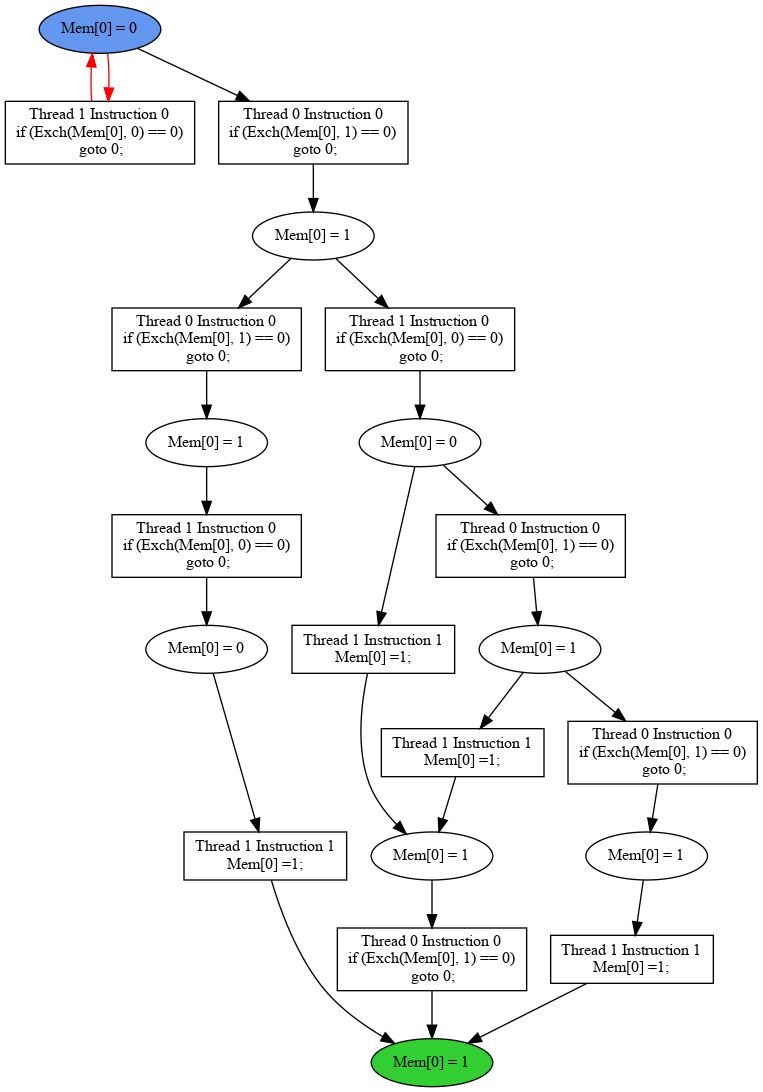 Mem[0] = 0
Thread 1 Instruction 0
if (Exch(Mem[0], 0) == 0)
goto 0;
Thread 0 Instruction 0
if (Exch(Mem[0], 1) == 0)
goto 0;
Mem[0] = 1
Thread 0 Instruction 0
if (Exch(Mem[0], 1) == 0)
goto 0;
Thread 1 Instruction 0
if (Exch(Mem[0], 0) == 0)
goto 0;
Mem[0] = 1
Mem[0] = 0
Thread 1 Instruction 0
if (Exch(Mem[0], 0) == 0)
goto 0;
Thread 0 Instruction 0
if (Exch(Mem[0], 1) == 0)
goto 0;
Mem[0] = 0
Thread 1 Instruction 1
Mem[0] =1;
Mem[0] = 1
Thread 1 Instruction 1
Mem[0] =1;
Thread 0 Instruction 0
if (Exch(Mem[0], 1) == 0)
goto 0;
Thread 1 Instruction 1
Mem[0] =1;
Mem[0] = 1
Mem[0] = 1
Thread 0 Instruction 0
if (Exch(Mem[0], 1) == 0)
goto 0;
Thread 1 Instruction 1
Mem[0] =1;
Mem[0] = 1